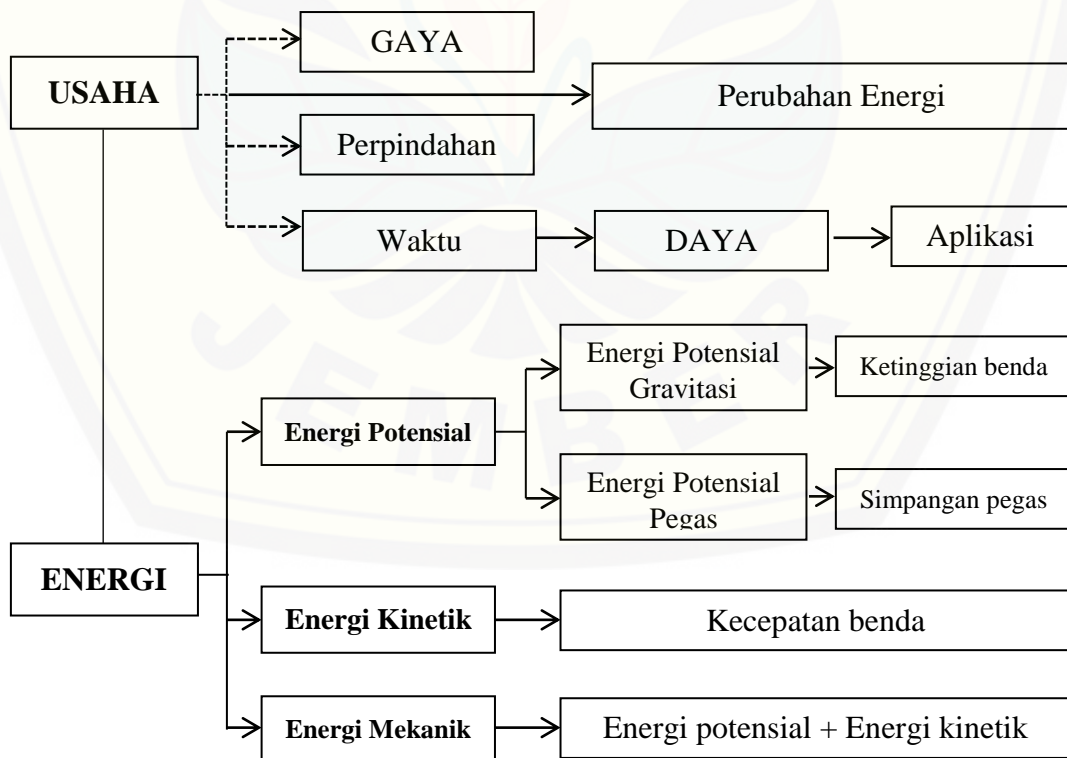 GAYA
USAHA
Perubahan Energi
Perpindahan
Waktu
DAYA
Aplikasi
JEMBER
Energi Potensial
Gravitasi
Ketinggian benda
Energi Potensial
Energi Potensial
Pegas
Simpangan pegas
ENERGI
Energi Kinetik
Kecepatan benda
Energi Mekanik
Energi potensial + Energi kinetik